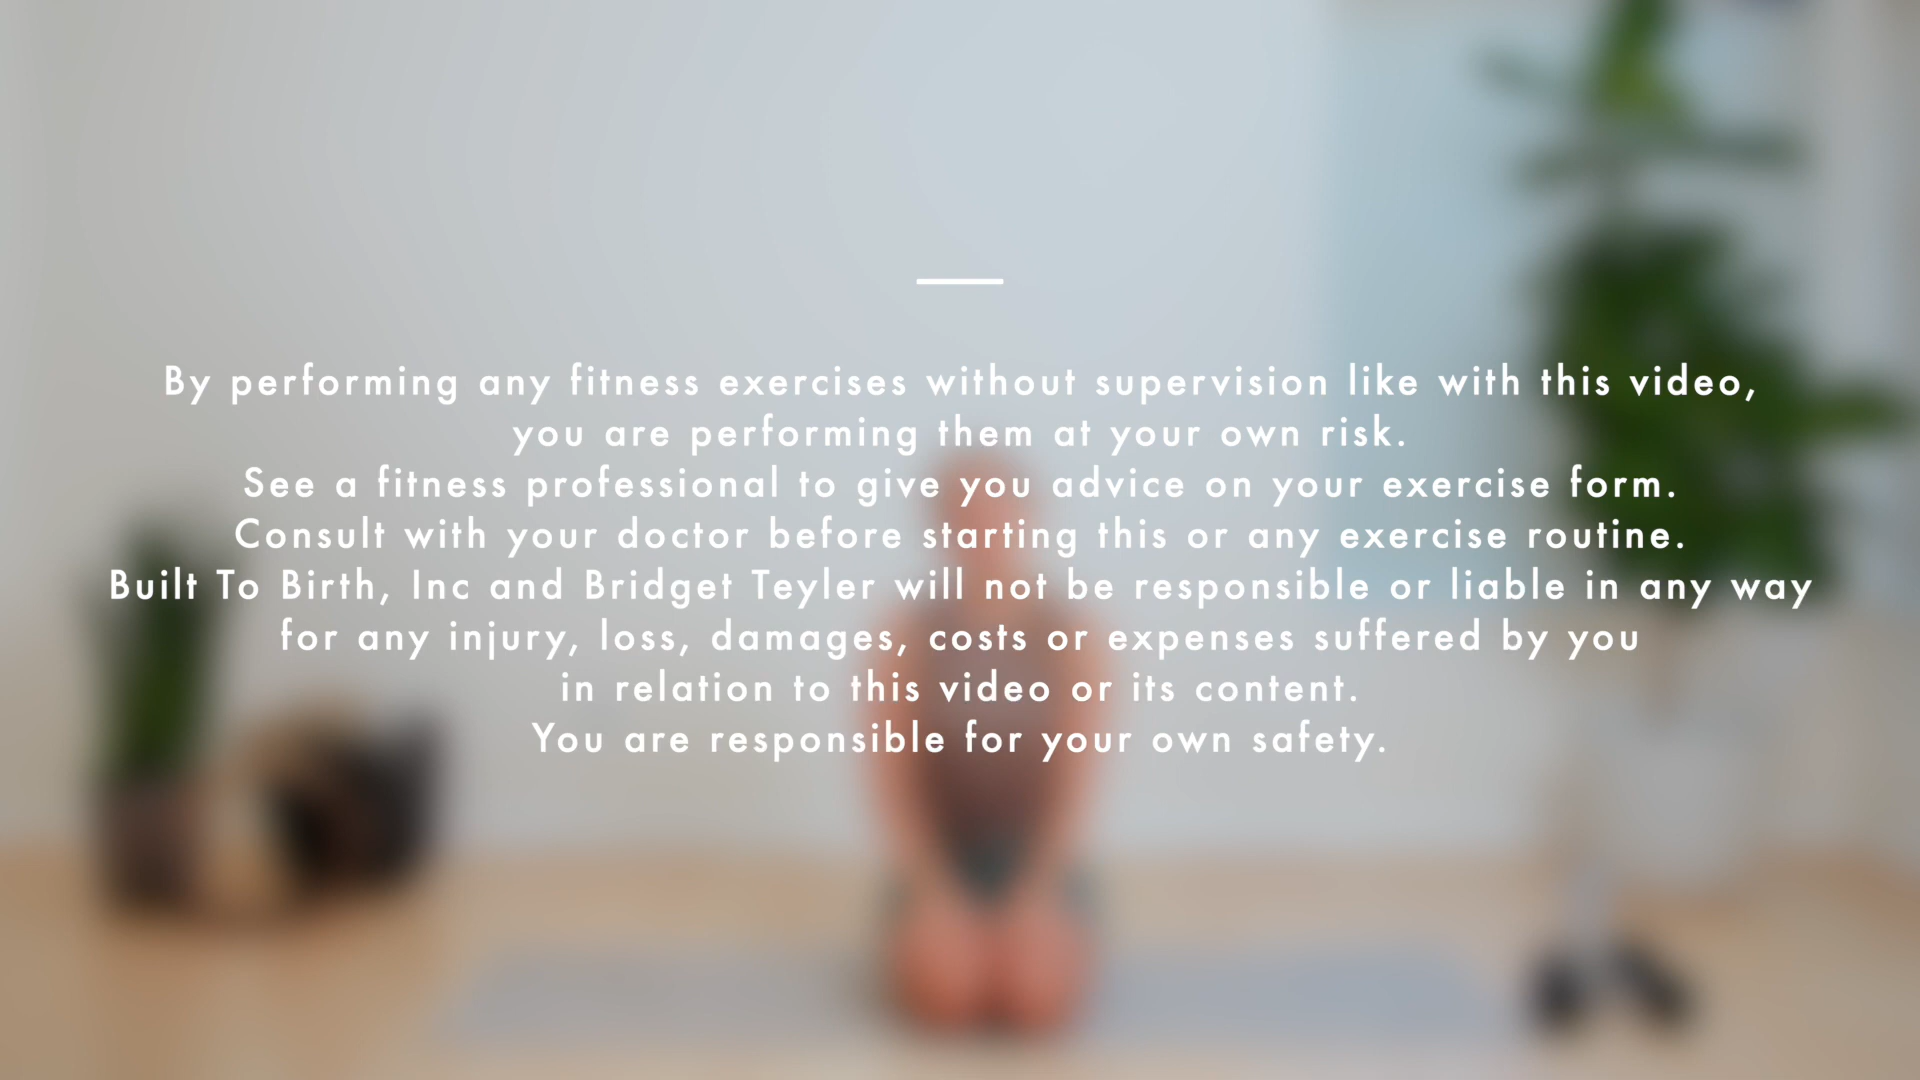 By performing any fitness exercises without supervision like with this video,
you are performing them at your own risk.
See a fitness professional to give you advice on your exercise form.
Consult with your doctor before starting this or any exercise routine.
Built To Birth, Inc and Bridget Teyler will not be responsible or liable in any way
for any injury, loss, damages, costs or expenses suffered by you
in relation to this video or its content.
You are responsible for your own safety.